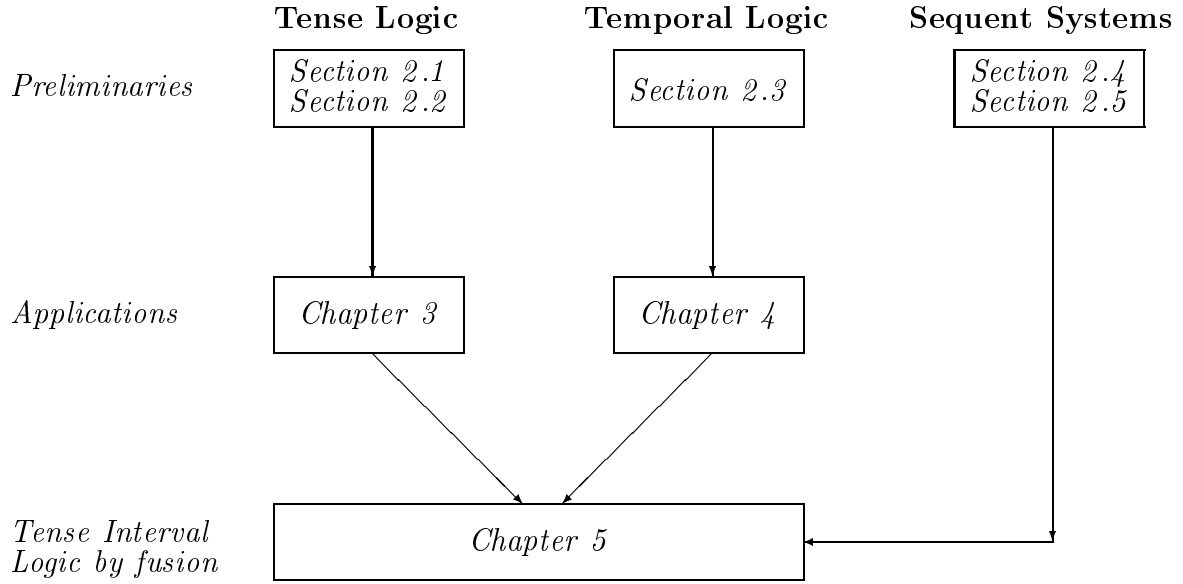 Tense Logic
Temporal Logic
Sequent Systems
Preliminaries
Section 2.1
Section 2.2
Section 2.3
Section 2.4
Section 2.5
Applications
Chapter 3
Chapter 4
Tense Interval
Logic by fusion
Chapter 5